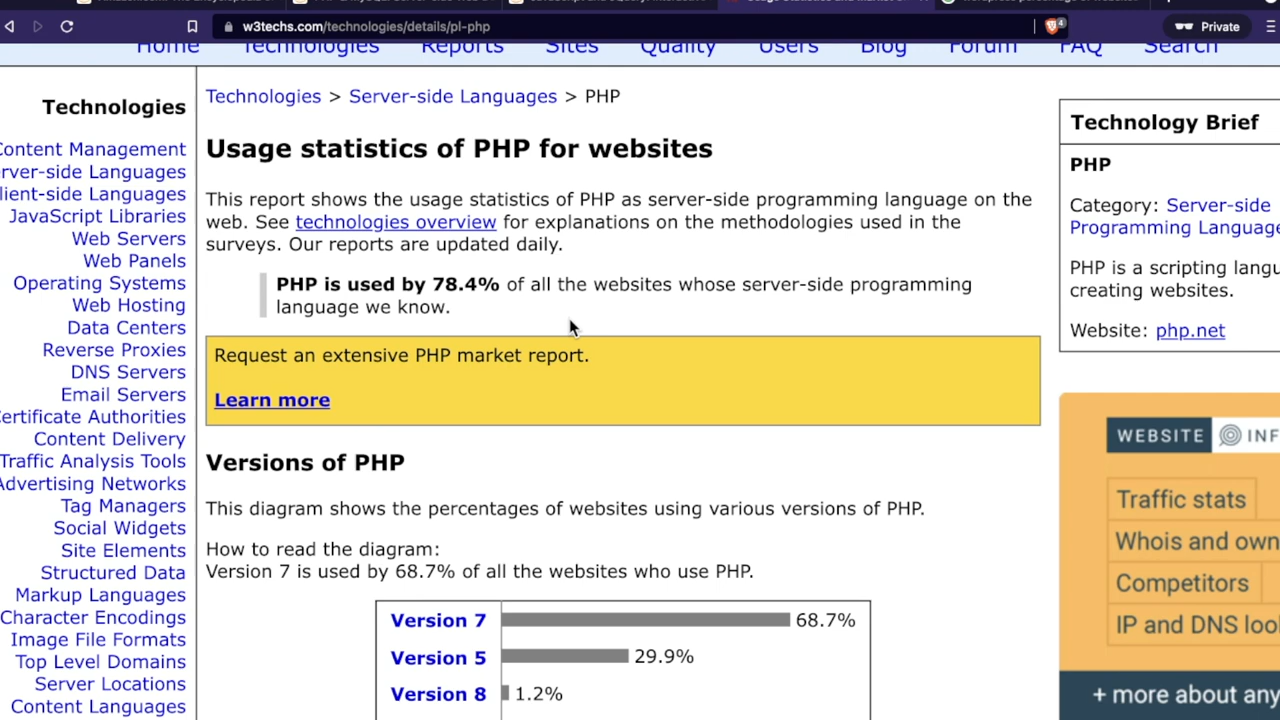 w3techs.com/technologies/details/pl-php
4
Private
Home Technologies Reports Sites Quality Users Blog Forum FAQ Search
Technologies
Content Management
Languages
Languages
JavaScript Libraries
Web Servers
Web Panels
Operating Systems
Web Hosting
Data Centers
Reverse Proxies
DNS Servers
Email Servers
Authorities
Content Delivery
Traffic Analysis Tools
Advertising Networks
Tag Managers
Social Widgets
Site Elements
Structured Data
Markup Languages
Character Encodings
Image File Formats
Top Level Domains
Server Locations
Content Languages
Technologies > Server-side Languages > PHP
Usage statistics of PHP for websites
This report shows the usage statistics of PHP as server-side programming language on the
web. See technologies overview for explanations on the methodologies used in the
surveys. Our reports are updated daily.
PHP is used by 78.4% of all the websites whose server-side programming
language we know.
Request an extensive PHP market report.
Learn more
Versions of PHP
This diagram shows the percentages of websites using various versions of PHP.
How to read the diagram:
Version 7 is used by 68.7% of all the websites who use PHP.
Version 7 68.7%
Version 5 29.9%
Version 8 1.2%
Technology Brief
PHP
Category: Server-side
Programming Language
PHP is a scripting
creating websites.
Website: php.net
WEBSITE
Traffic stats
Whois and
Competitors
IP and DNS
+ more about